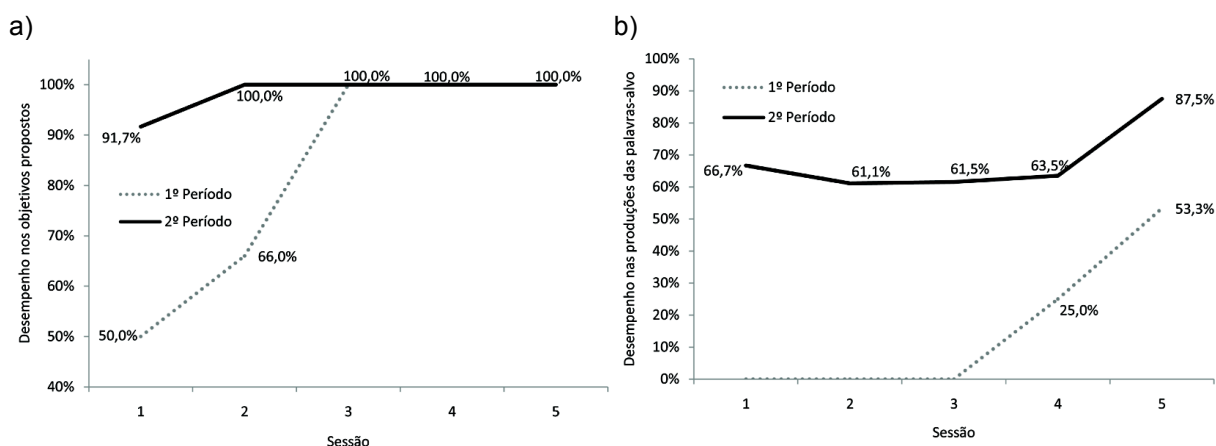 a)
Desempenho nos objetivos propostos
100%
90%
80%
70%
60%
50%
40%
91,7%
100,0%
100,0%
100,0%
100,0%
50,0%
66,0%
1º Período
2º Período
1 2 3 4 5
Sessão
b)
Desempenho nas produções das palavras-alvo
100%
90%
80%
70%
60%
50%
40%
30%
20%
10%
0%
1º Período
2º Período
66,7%
61,1%
61,5%
63,5%
87,5%
25,0%
53,3%
1 2 3 4 5
Sessão